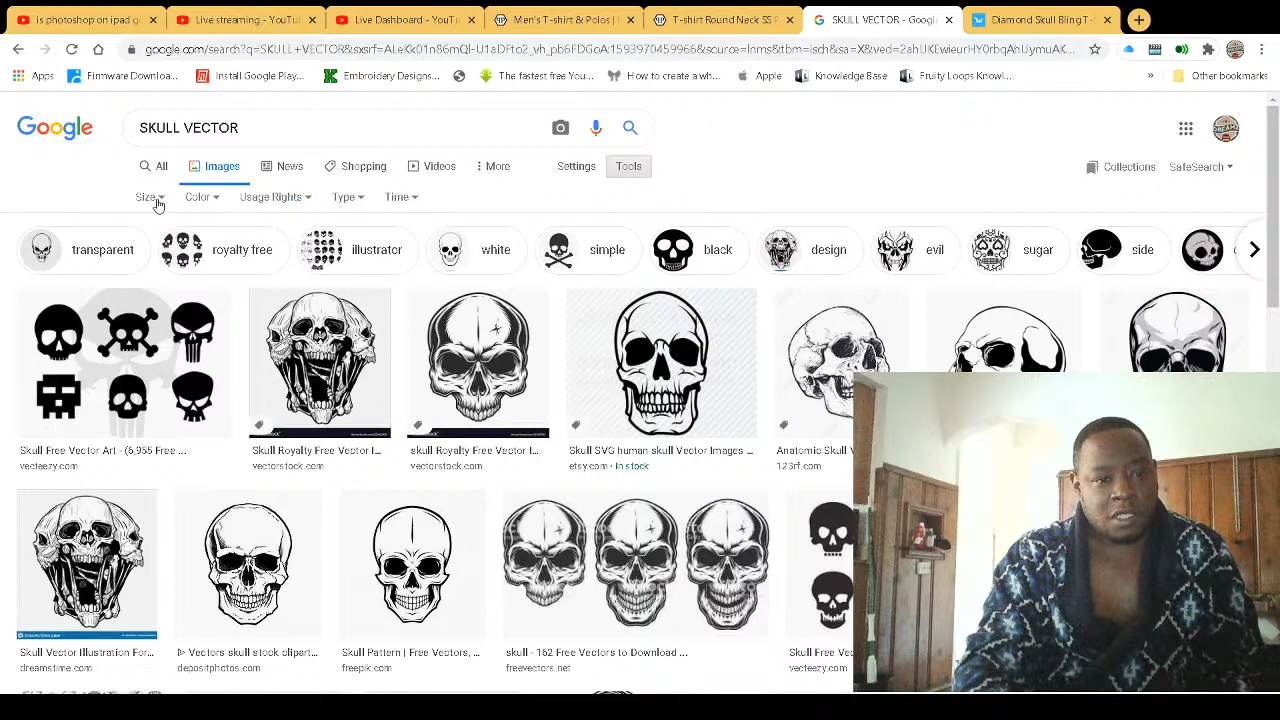 is photoshop on ipad g
Live streaming - YouTu
Live Dashboard - YouTu
Men's T-shirt & Polos |
T-shirt Round Neck SS P
SKULL VECTOR - Google
Diamond Skull Bling T-
google.com/search?q=SKULL+VECTOR&sxsrf=
Apps
Firmware Downloa...
Install Google Play...
Embroidery Designs...
The fastest free You...
How to create a wh...
Apple
Knowledge Base
Fruity Loops Knowl...
»
Other bookmarks
Google
SKULL VECTOR
All
Images
News
Shopping
Videos
More
Settings
Tools
Collections
SafeSearch
Size
Color
Usage Rights
Type
Time
transparent
royalty free
illustrator
white
simple
black
design
evil
sugar
side
Skull Free Vector Art - (6,955 Free ...
vecteezy.com
Skull Royalty Free Vector I...
vectorstock.com
skull Royalty Free Vector I...
vectorstock.com
Skull SVG human skull Vector Images ...
etsy.com · In stock
Anatomic Skull V
123rf.com
Skull Vector Illustration For...
dreamstime.com
Vectors skull stock clipart...
depositphotos.com
Skull Pattern | Free Vectors, ...
freepik.com
skull - 162 Free Vectors to Download ...
freevectors.net
Skull Free Vec
vecteezy.com